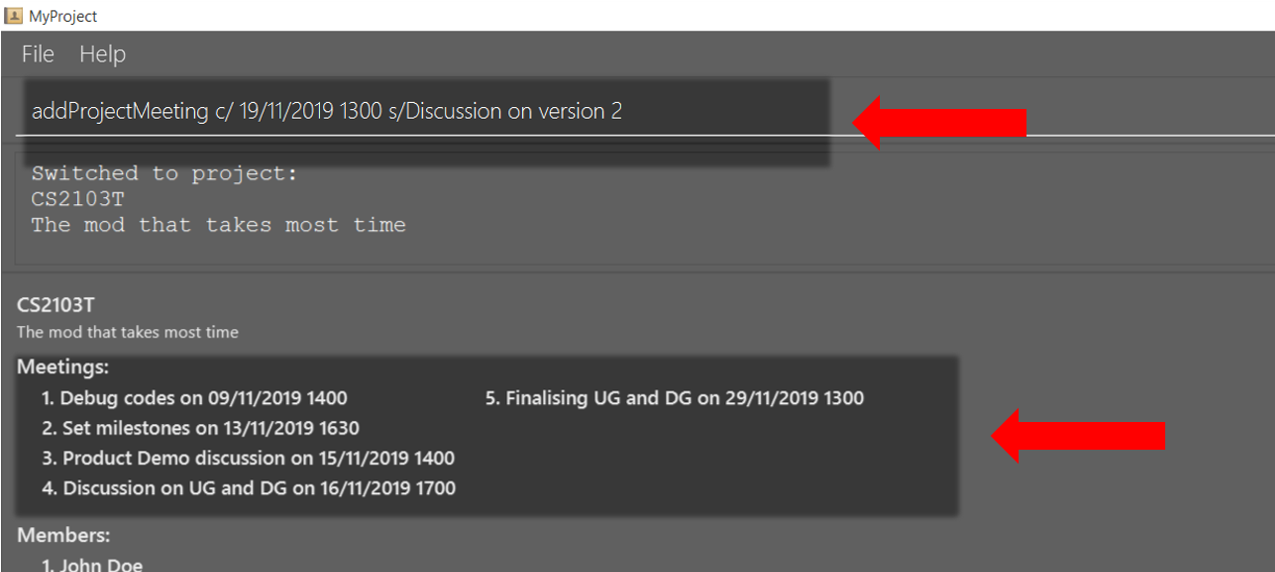 MyProject
File Help
addProjectMeeting c/ 19/11/2019 1300 s/Discussion on version 2
Switched to project:
CS2103T
The mod that takes most time
CS2103T
The mod that takes most time
Meetings:
1. Debug codes on 09/11/2019 1400
2. Set milestones on 13/11/2019 1630
3. Product Demo discussion on 15/11/2019 1400
4. Discussion on UG and DG on 16/11/2019 1700
5. Finalising UG and DG on 29/11/2019 1300
Members:
1. John Doe